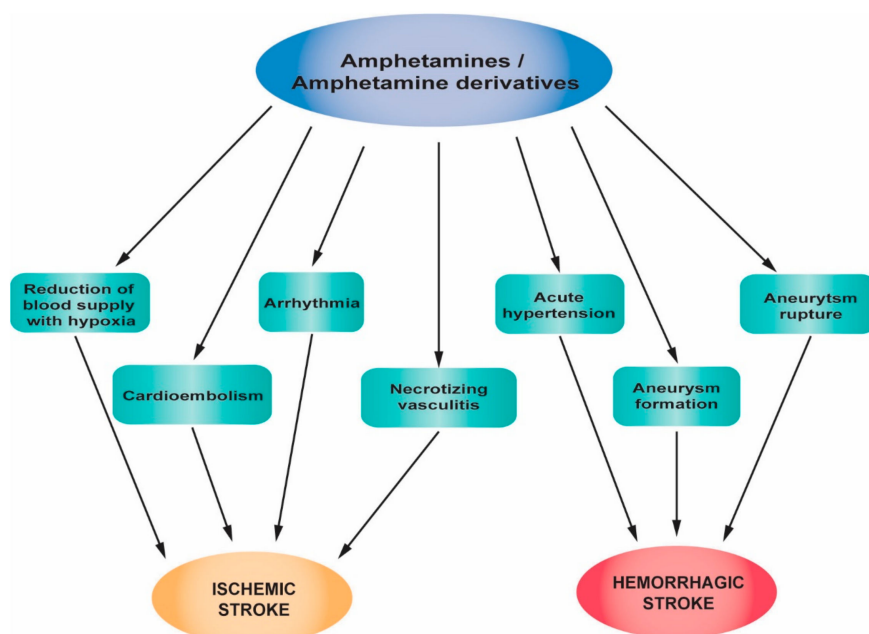 Amphetamines /
Amphetamine derivatives
Reduction of
blood supply
with hypoxia
Arrhythmia
Acute
hypertension
Aneurytsm
rupture
Cardioembolism
Necrotizing
vasculitis
Aneurysm
formation
ISCHEMIC
STROKE
HEMORRHAGIC
STROKE